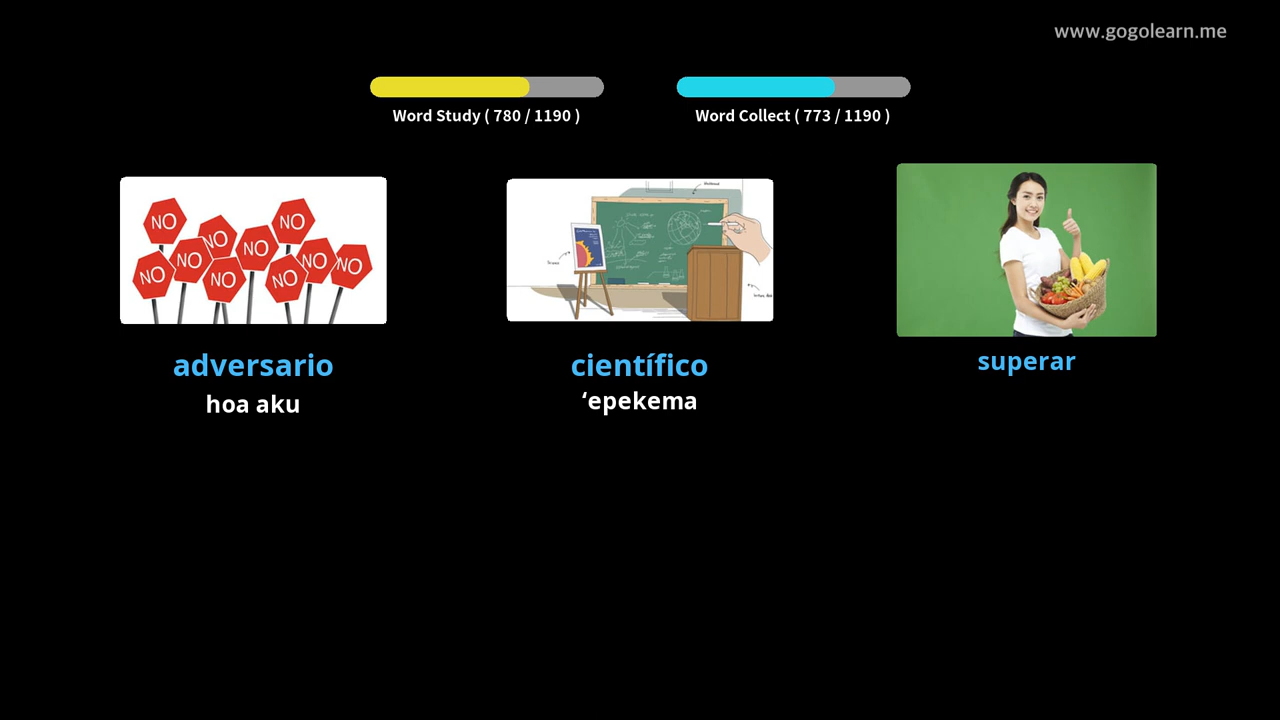 www.gogolearn.me
Word Study ( 780 / 1190 )
Word Collect ( 773 / 1190 )
NO
NO
NO
NO
NO
NO
NO
NO
NO
adversario
hoa aku
científico
ʻepekema
superar